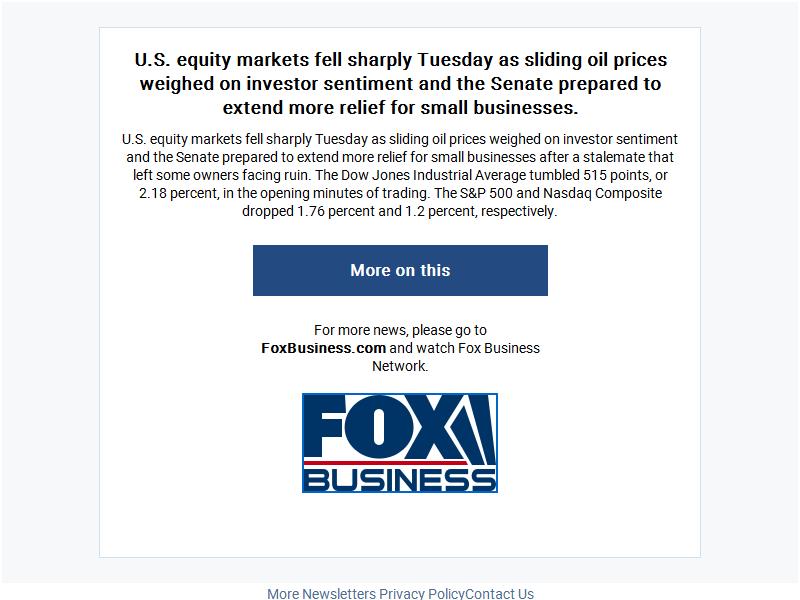 U.S. equity markets fell sharply Tuesday as sliding oil prices
weighed on investor sentiment and the Senate prepared to
extend more relief for small businesses.
U.S. equity markets fell sharply Tuesday as sliding oil prices weighed on investor sentiment
and the Senate prepared to extend more relief for small businesses after a stalemate that
left some owners facing ruin. The Dow Jones Industrial Average tumbled 515 points, or
2.18 percent, in the opening minutes of trading. The S&P 500 and Nasdaq Composite
dropped 1.76 percent and 1.2 percent, respectively.
More on this
For more news, please go to
FoxBusiness.com and watch Fox Business
Network.
FOX
BUSINESS
More Newsletters Privacy PolicyContact Us